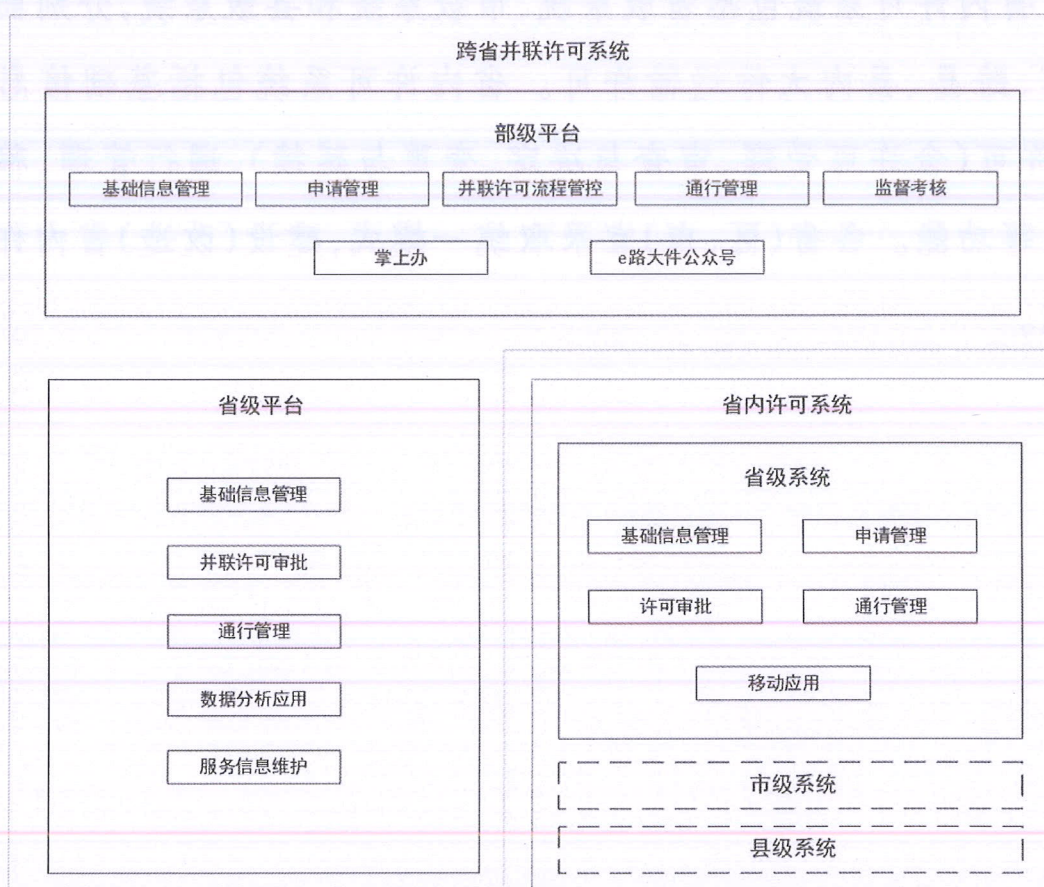 跨省并联许可系统
部级平台
基础信息管理 申请管理 并联许可流程管控 通行管理 监督考核
掌上办 e路大件公众号
省级平台
基础信息管理
并联许可审批
通行管理
数据分析应用
服务信息维护
省内许可系统
省级系统
基础信息管理 申请管理
许可审批 通行管理
移动应用
市级系统
县级系统